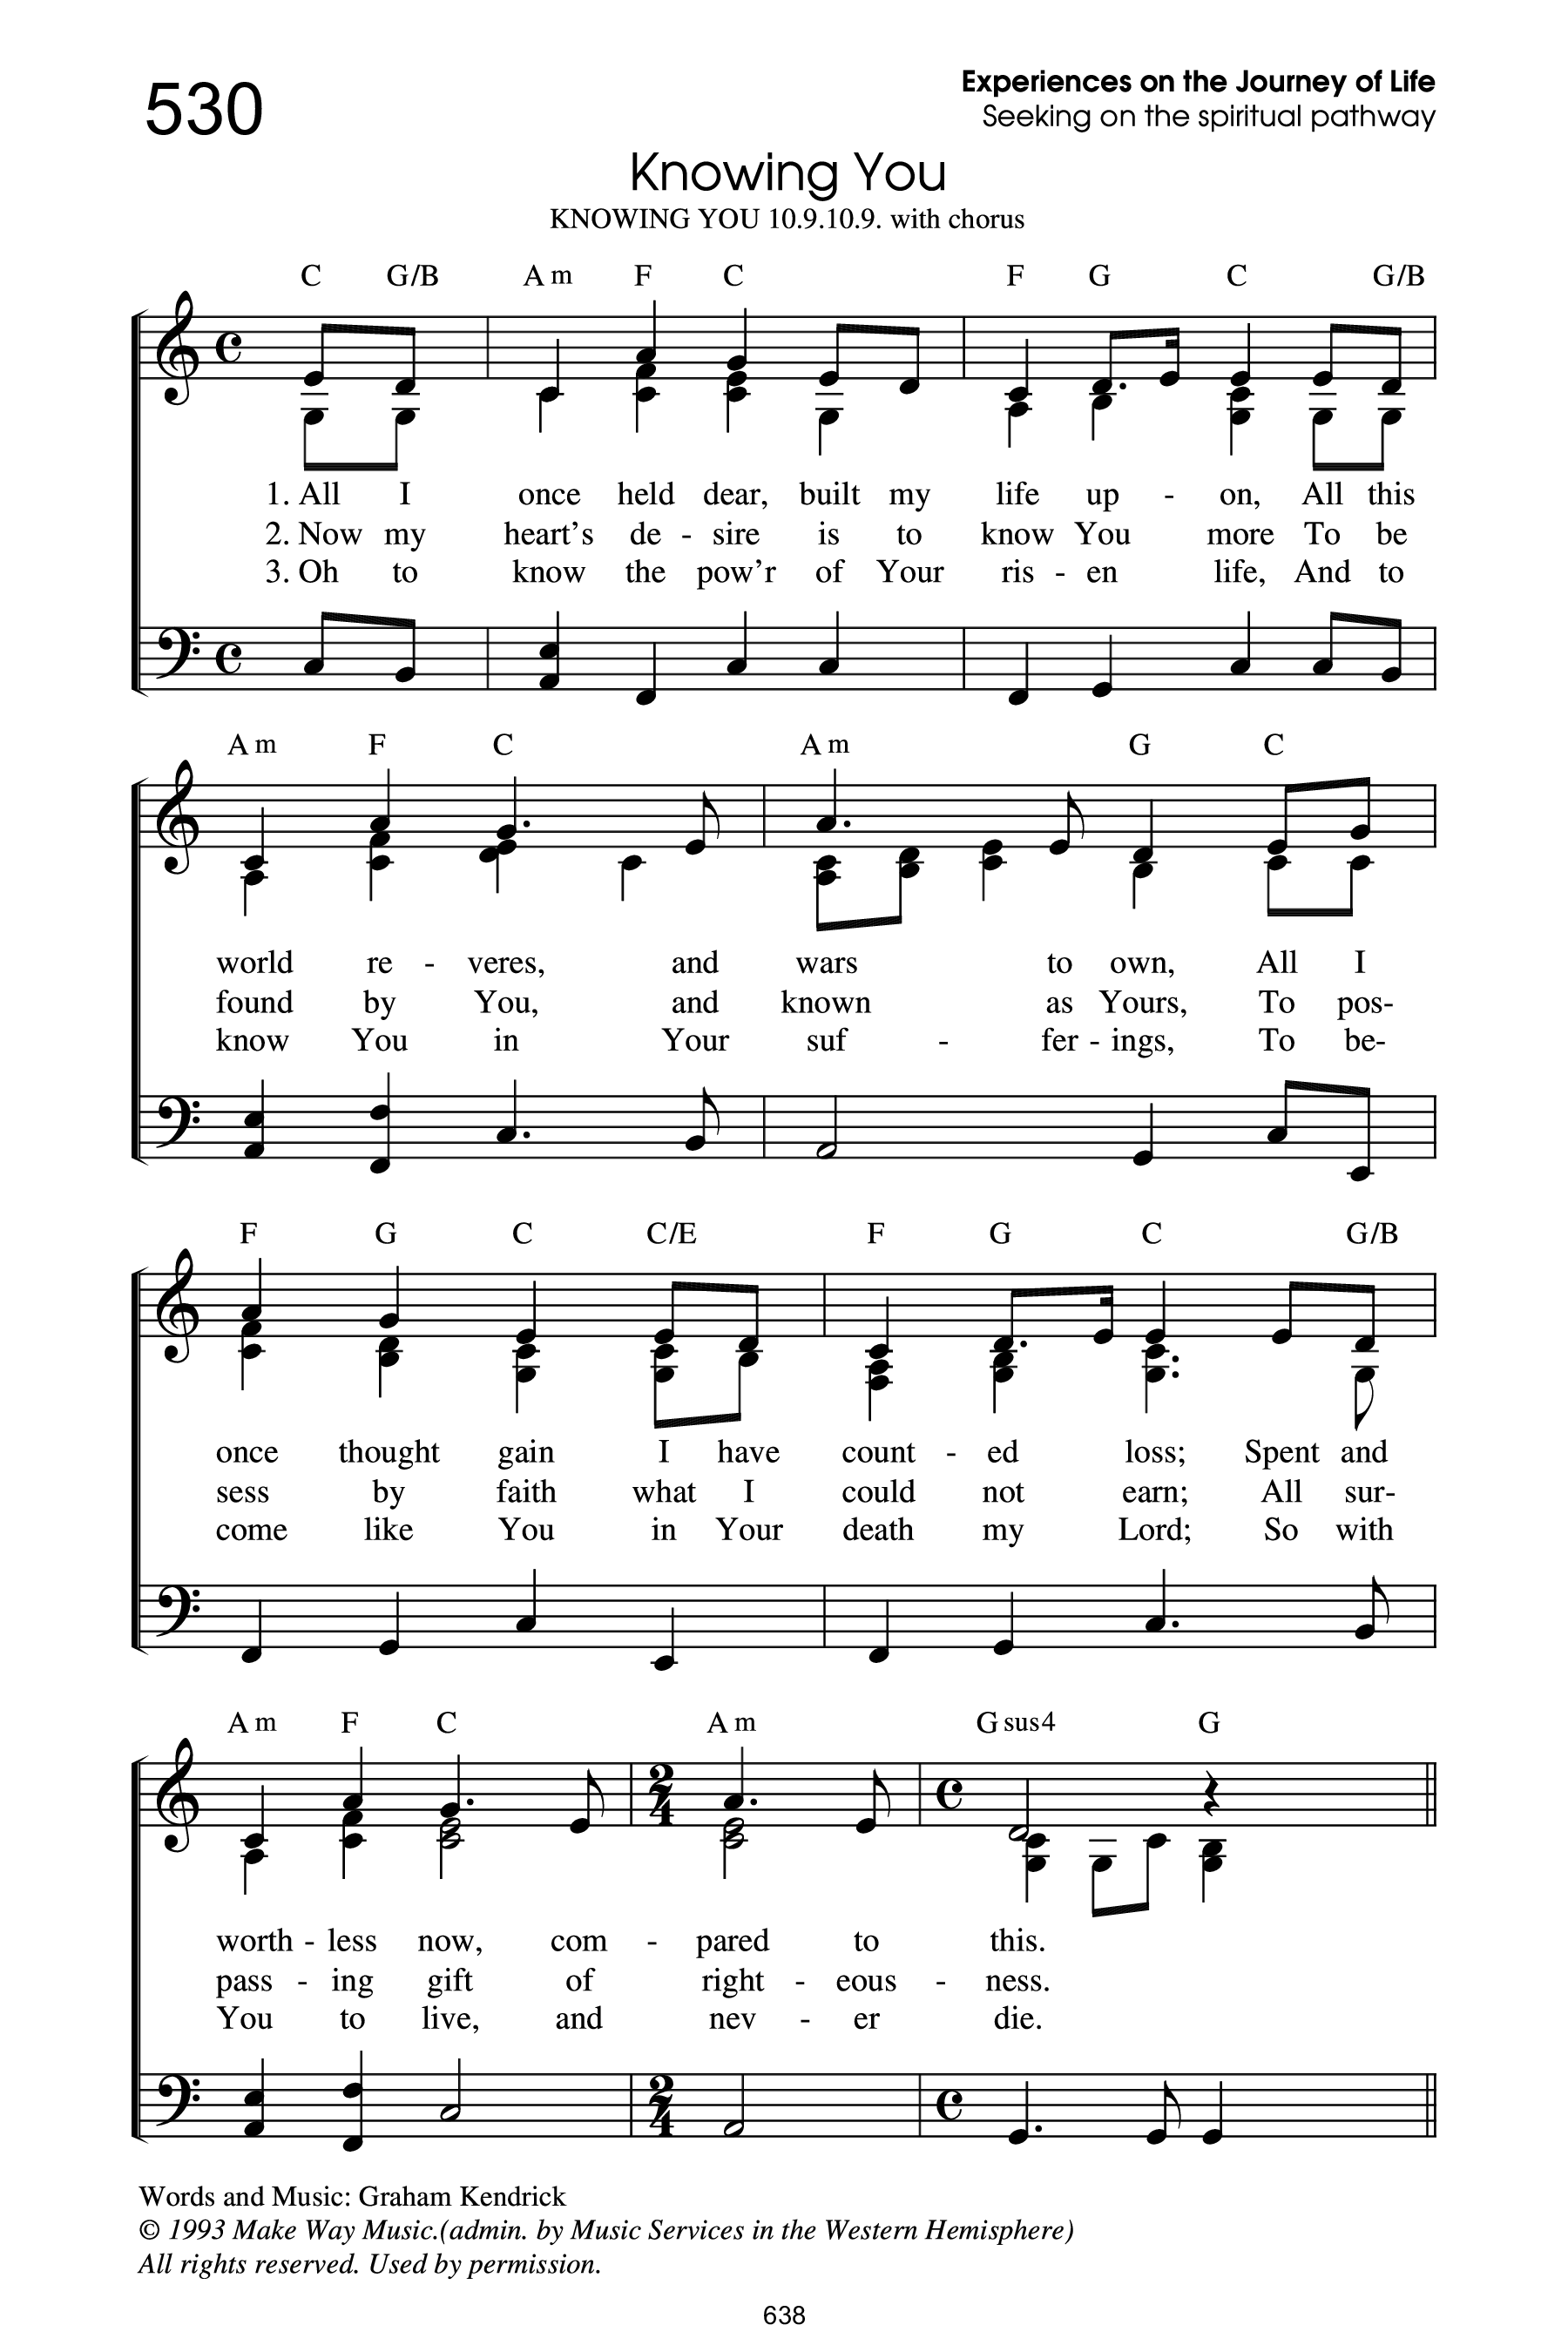 530
Experiences on the Journey of Life
Seeking on the spiritual pathway
Knowing You
KNOWING YOU 10.9.10.9. with chorus
C G/B Am F C F G C G/B
1. All I once held dear, built my life up - on, All this
2. Now my heart's de - sire is to know You more To be
3. Oh to know the pow'r of Your ris - en life, And to
Am F C Am G C
world re - veres, and wars to own, All I
found by You, and known as Yours, To pos-
know You in Your suf - fer - ings, To be-
F G C C/E F G C G/B
once thought gain I have count - ed loss; Spent and
sess by faith what I could not earn; All sur-
come like You in Your death my Lord; So with
Am F C Am Gsus4 G
2 4 2 4
worth - less now, com - pared to this.
pass - ing gift of right - eous - ness.
You to live, and nev - er die.
Words and Music: Graham Kendrick
© 1993 Make Way Music.(admin. by Music Services in the Western Hemisphere)
All rights reserved. Used by permission.
638